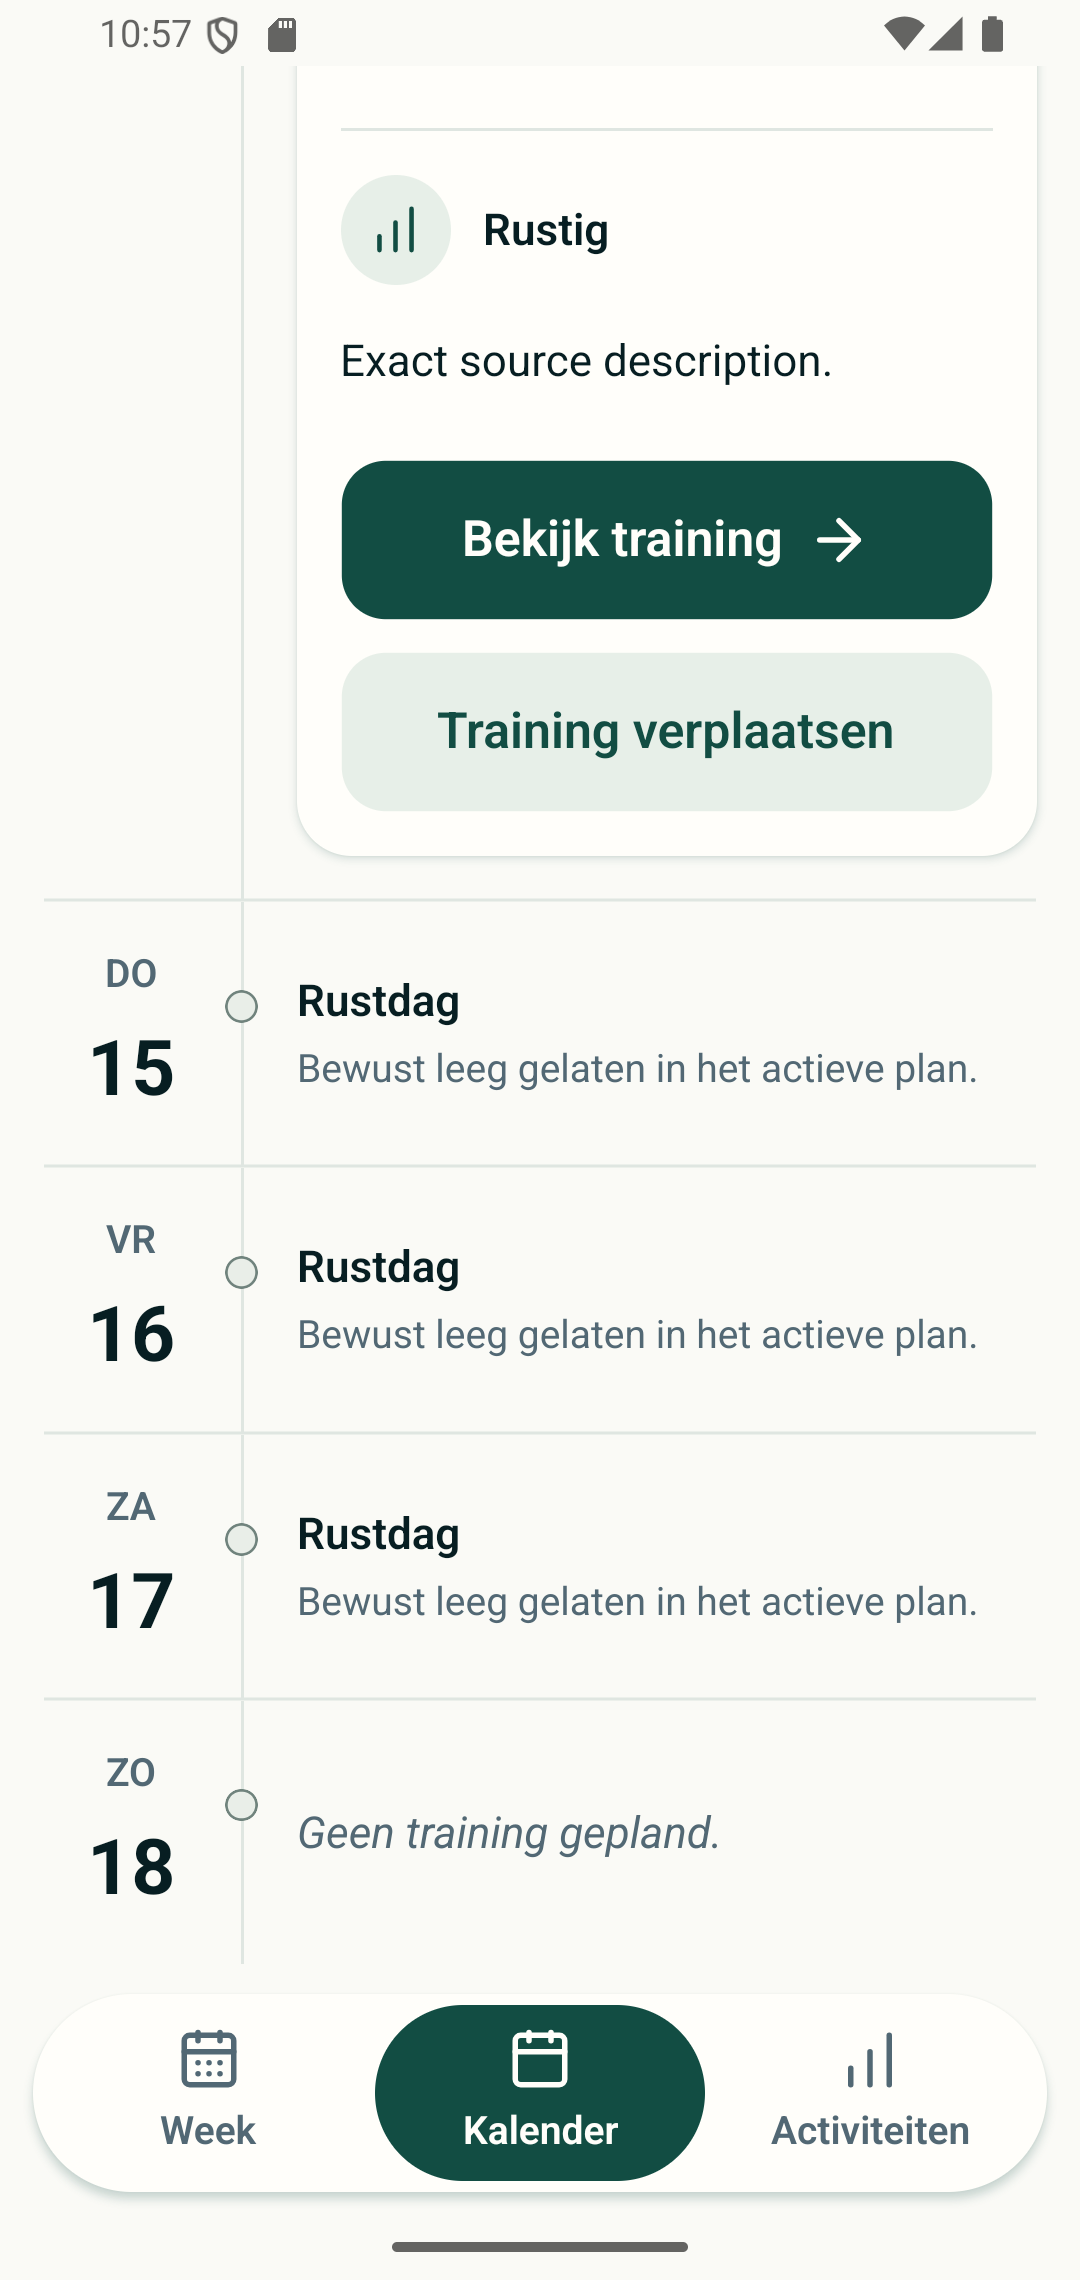 10:57
Rustig
Exact source description.
Bekijk training
Training verplaatsen
DO
15
Rustdag
Bewust leeg gelaten in het actieve plan.
VR
16
Rustdag
Bewust leeg gelaten in het actieve plan.
ZA
17
Rustdag
Bewust leeg gelaten in het actieve plan.
ZO
18
Geen training gepland.
Week
Kalender
Activiteiten